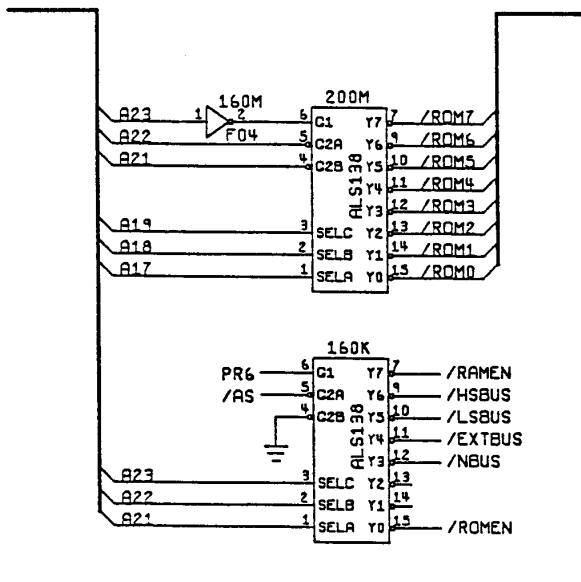 160M 200M
A23 1 2 6 G1 Y7 7 /ROM7
F04
A22 5 G2A Y6 9 /ROM6
A21 4 G2B Y5 10 /ROM5
ALS138
Y4 11 /ROM4
Y3 12 /ROM3
A19 3 SELC Y2 13 /ROM2
A18 2 SELB Y1 14 /ROM1
A17 1 SELA Y0 15 /ROM0
160K
PR6 6 G1 Y7 7 /RAMEN
/AS 5 G2A Y6 9 /HSBUS
4 G2B Y5 10 /LSBUS
ALS138
Y4 11 /EXTBUS
Y3 12 /NBUS
A23 3 SELC Y2 13
A22 2 SELB Y1 14
A21 1 SELA Y0 15 /ROMEN